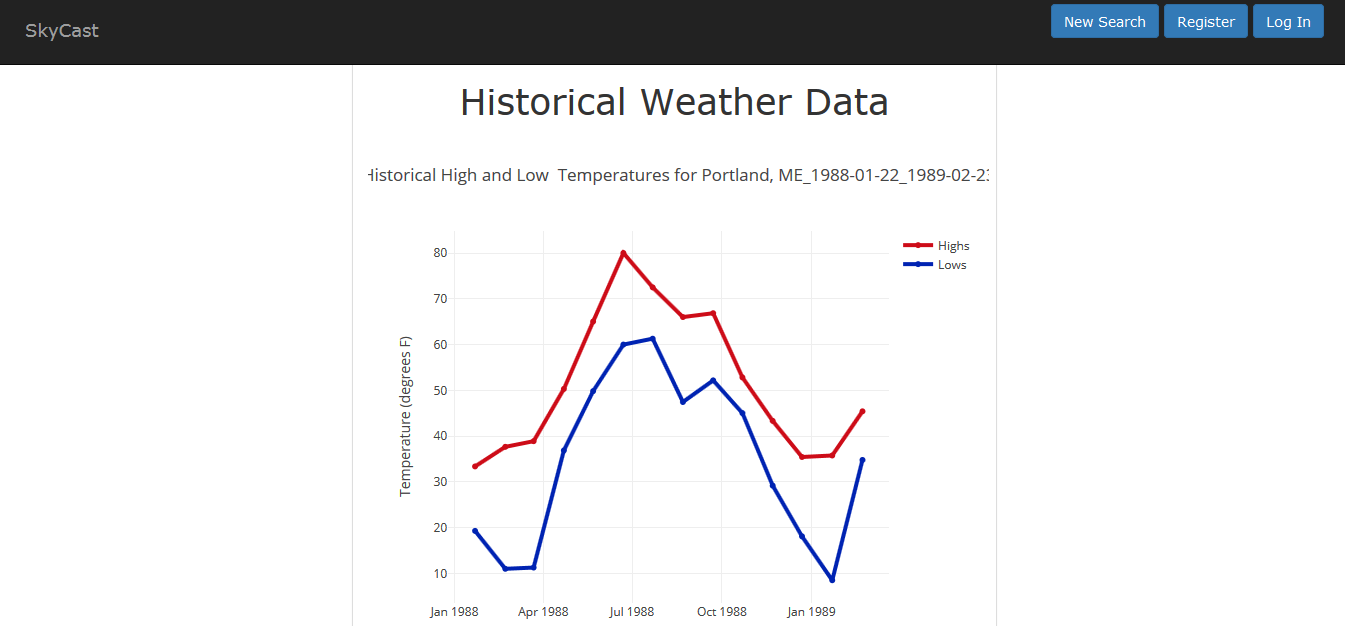 SkyCast
New Search Register Log In
Historical Weather Data
Historical High and Low Temperatures for Portland, ME_1988-01-22_1989-02-23
Highs
Lows
80
70
60
50
40
30
20
10
Temperature (degrees F)
Jan 1988 Apr 1988 Jul 1988 Oct 1988 Jan 1989